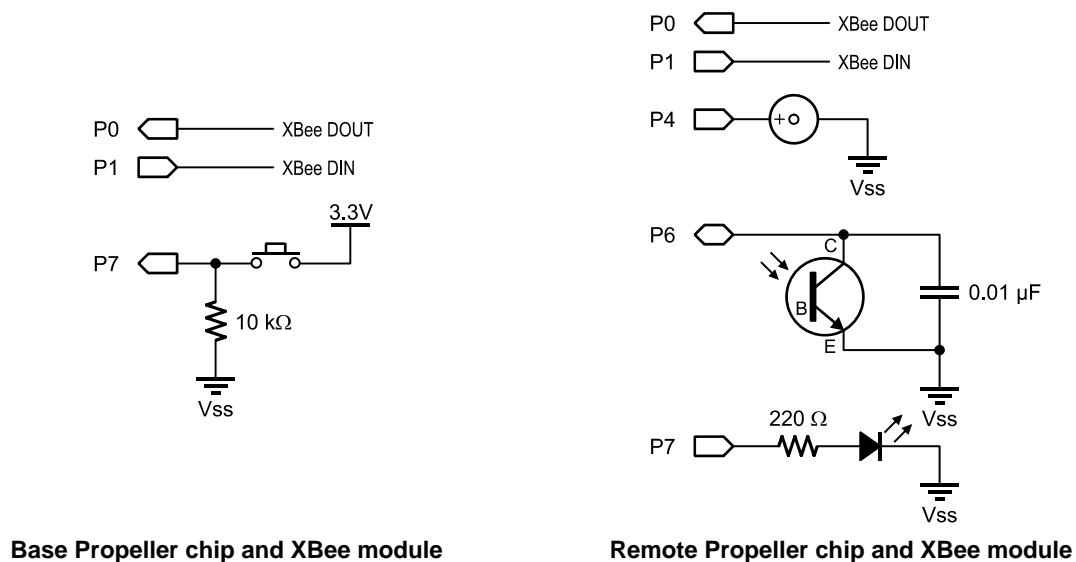 P0 XBee DOUT
P1 XBee DIN
3.3V
P7
10 kΩ
Vss
Base Propeller chip and XBee module
P0 XBee DOUT
P1 XBee DIN
P4 +
Vss
P6
C
B
E
0.01 µF
Vss
220 Ω
P7
Vss
Remote Propeller chip and XBee module